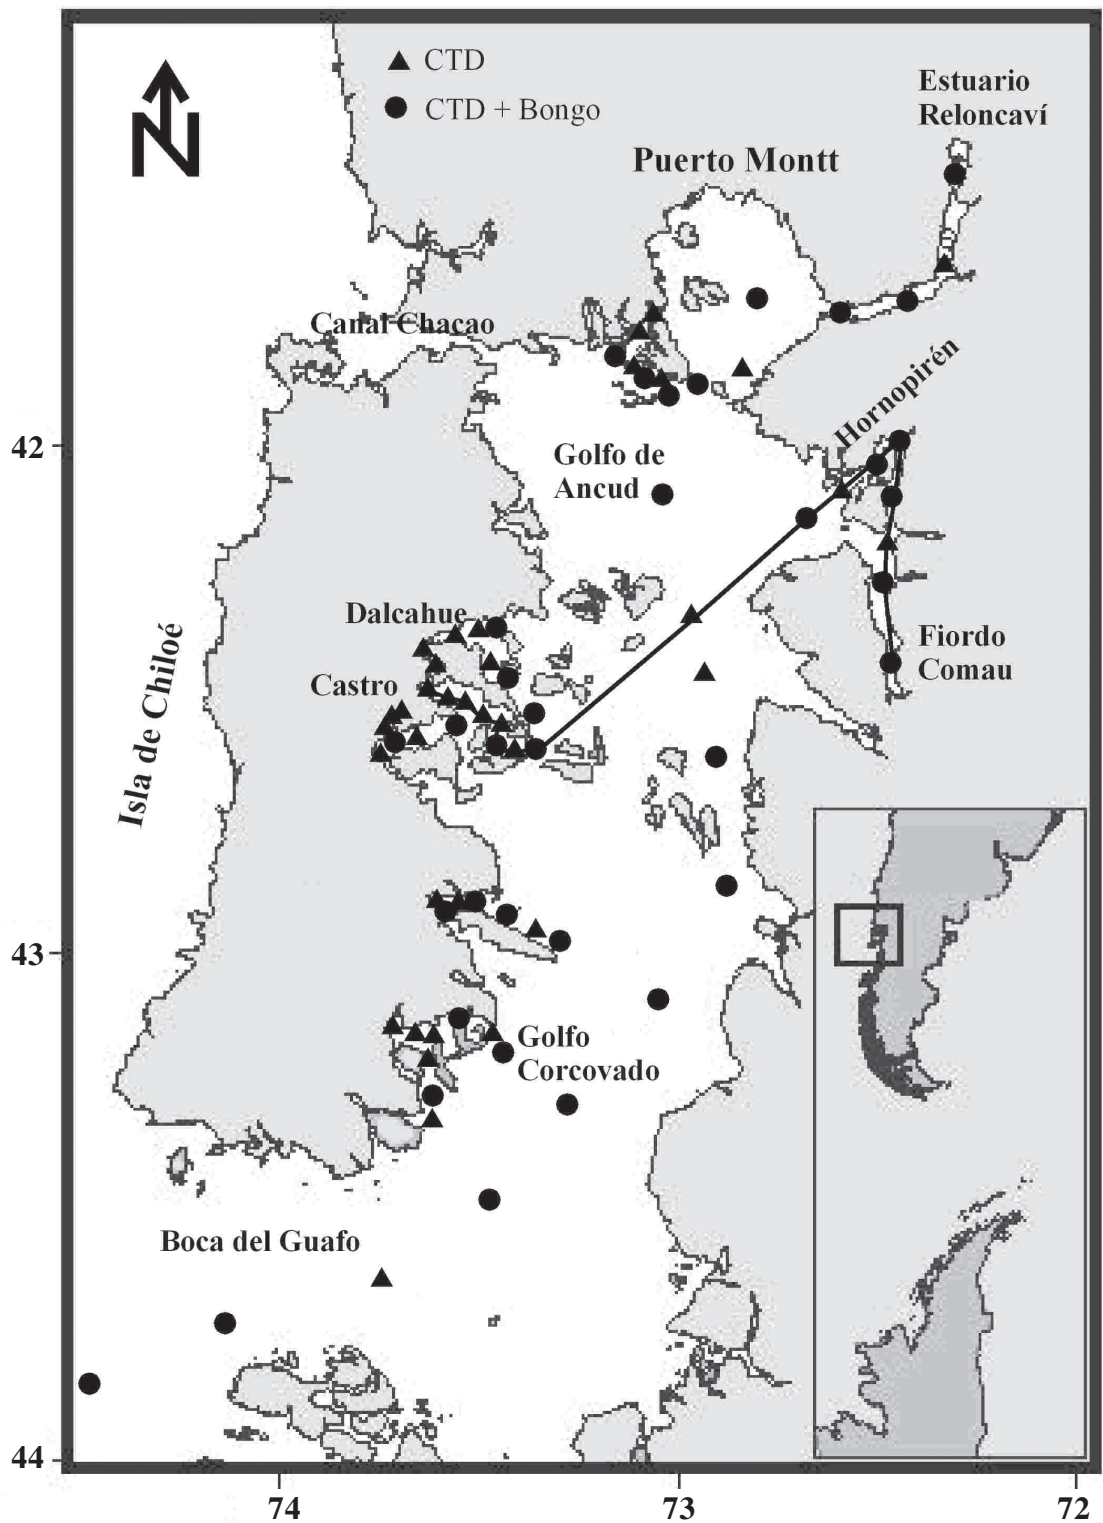 CTD
CTD + Bongo
N
Estuario
Reloncaví
Puerto Montt
Canal Chacao
Hornopirén
42
Golfo de
Ancud
Dalcahue
Castro
Isla de Chiloé
Fiordo
Comau
43
Golfo
Corcovado
Boca del Guafo
44
74
73
72